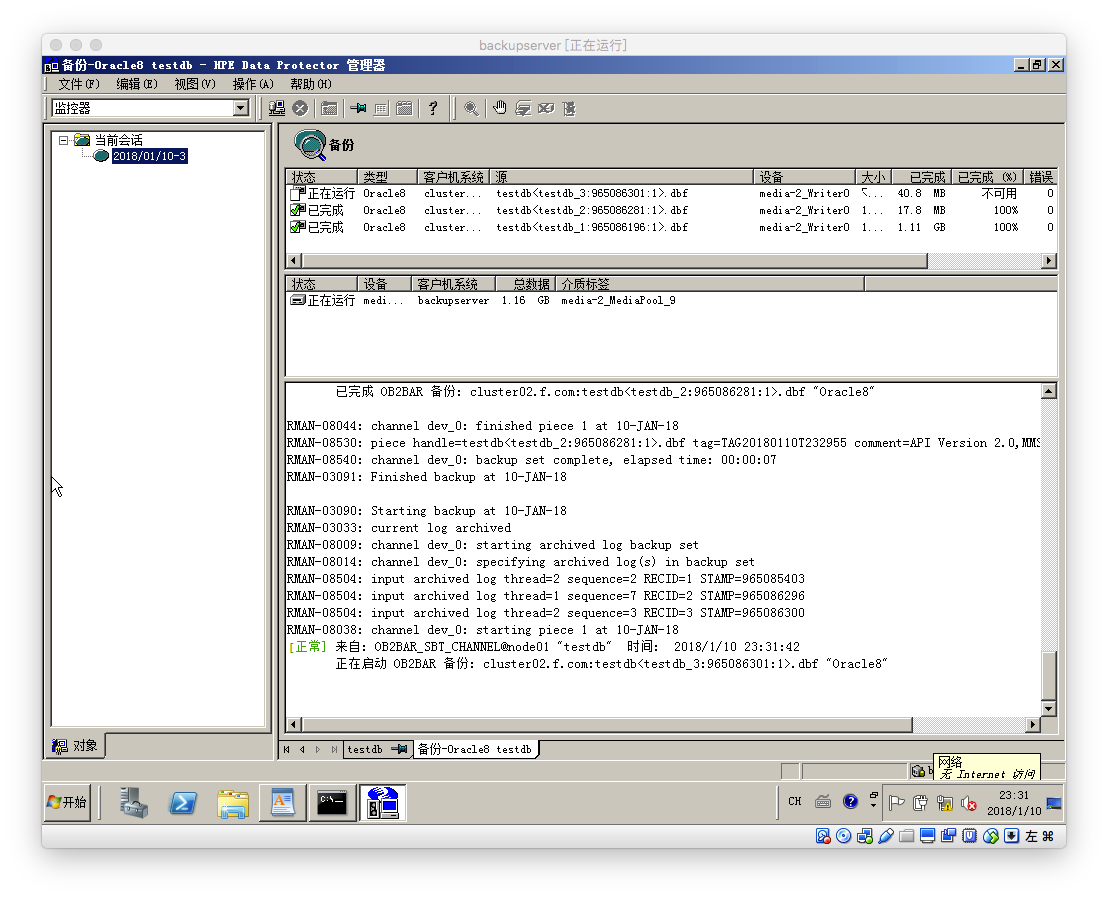 backupserver [正在运行]
备份-Oracle8 testdb - HPE Data Protector 管理器
文件(F) 编辑(E) 视图(V) 操作(A) 帮助(H)
监控器
当前会话
2018/01/10-3
备份
状态 类型 客户机系统 源 设备 大小 已完成 已完成 (%) 错误
正在运行 Oracle8 cluster... testdb<testdb_3:965086301:1>.dbf media-2_Writer0 1... 40.8 MB 不可用 0
已完成 Oracle8 cluster... testdb<testdb_2:965086281:1>.dbf media-2_Writer0 1... 17.8 MB 100% 0
已完成 Oracle8 cluster... testdb<testdb_1:965086196:1>.dbf media-2_Writer0 1... 1.11 GB 100% 0
状态 设备 客户机系统 总数据 介质标签
正在运行 medi... backupserver 1.16 GB media-2_MediaPool_9
已完成 OB2BAR 备份: cluster02.f.com:testdb<testdb_2:965086281:1>.dbf "Oracle8"
RMAN-08044: channel dev_0: finished piece 1 at 10-JAN-18
RMAN-08530: piece handle=testdb<testdb_2:965086281:1>.dbf tag=TAG20180110T232955 comment=API Version 2.0,MMS
RMAN-08540: channel dev_0: backup set complete, elapsed time: 00:00:07
RMAN-03091: Finished backup at 10-JAN-18
RMAN-03090: Starting backup at 10-JAN-18
RMAN-03033: current log archived
RMAN-08009: channel dev_0: starting archived log backup set
RMAN-08014: channel dev_0: specifying archived log(s) in backup set
RMAN-08504: input archived log thread=2 sequence=2 RECID=1 STAMP=965085403
RMAN-08504: input archived log thread=1 sequence=7 RECID=2 STAMP=965086296
RMAN-08504: input archived log thread=2 sequence=3 RECID=3 STAMP=965086300
RMAN-08038: channel dev_0: starting piece 1 at 10-JAN-18
[正常] 来自: OB2BAR_SBT_CHANNEL@node01 "testdb" 时间: 2018/1/10 23:31:42
正在启动 OB2BAR 备份: cluster02.f.com:testdb<testdb_3:965086301:1>.dbf "Oracle8"
对象
testdb 备份-Oracle8 testdb
网络
无 Internet 访问
开始
CH
23:31
2018/1/10
左 ⌘